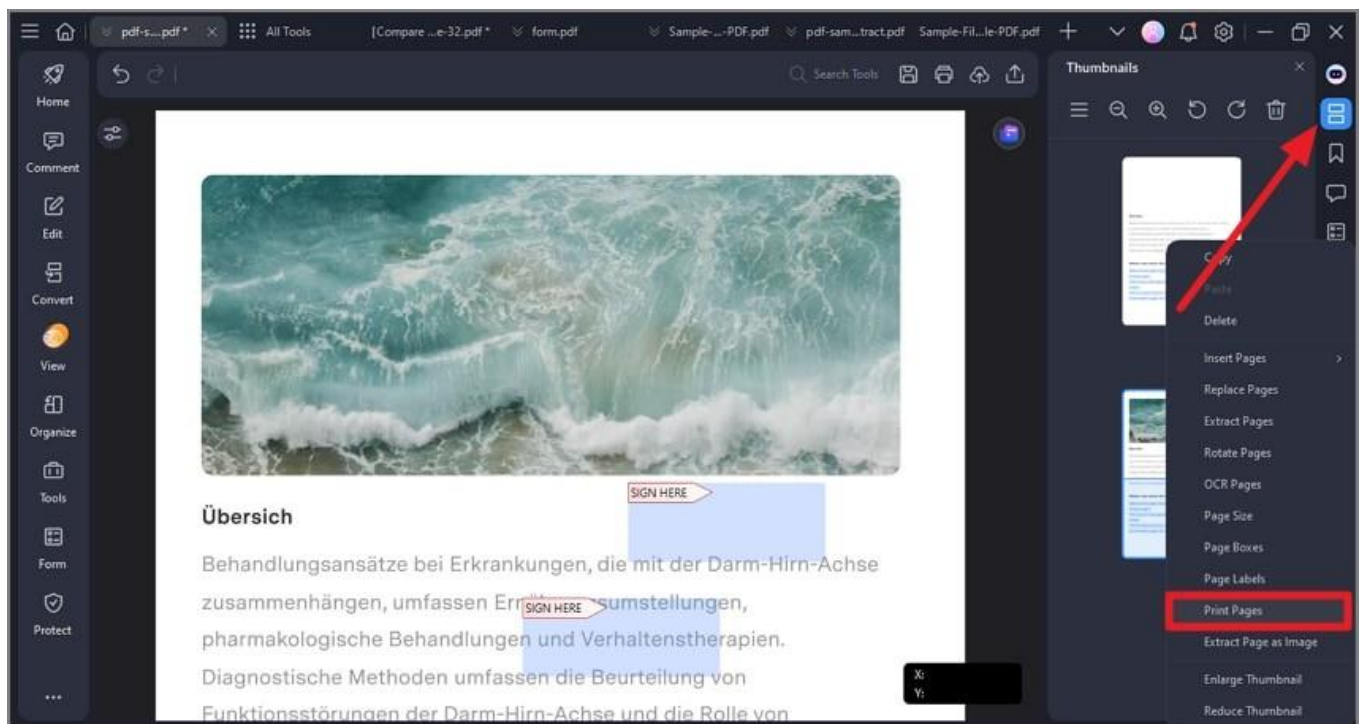 pdf-s....pdf*
All Tools
[Compare ...e-32.pdf *
form.pdf
Sample-...-PDF.pdf
pdf-sam...tract.pdf
Sample-Fil...le-PDF.pdf
Home
Comment
Edit
Convert
View
Organize
Tools
Form
Protect
Search Tools
SIGN HERE
Übersich
Behandlungsansätze bei Erkrankungen, die mit der Darm-Hirn-Achse
zusammenhängen, umfassen SIGN HERE
pharmakologische Behandlungen und Verhaltenstherapien.
Diagnostische Methoden umfassen die Beurteilung von
Funktionsstörungen der Darm-Hirn-Achse und die Rolle von
X:
Y:
Thumbnails
Copy
Paste
Delete
Insert Pages
Replace Pages
Extract Pages
Rotate Pages
OCR Pages
Page Size
Page Boxes
Page Labels
Print Pages
Extract Page as Image
Enlarge Thumbnail
Reduce Thumbnail